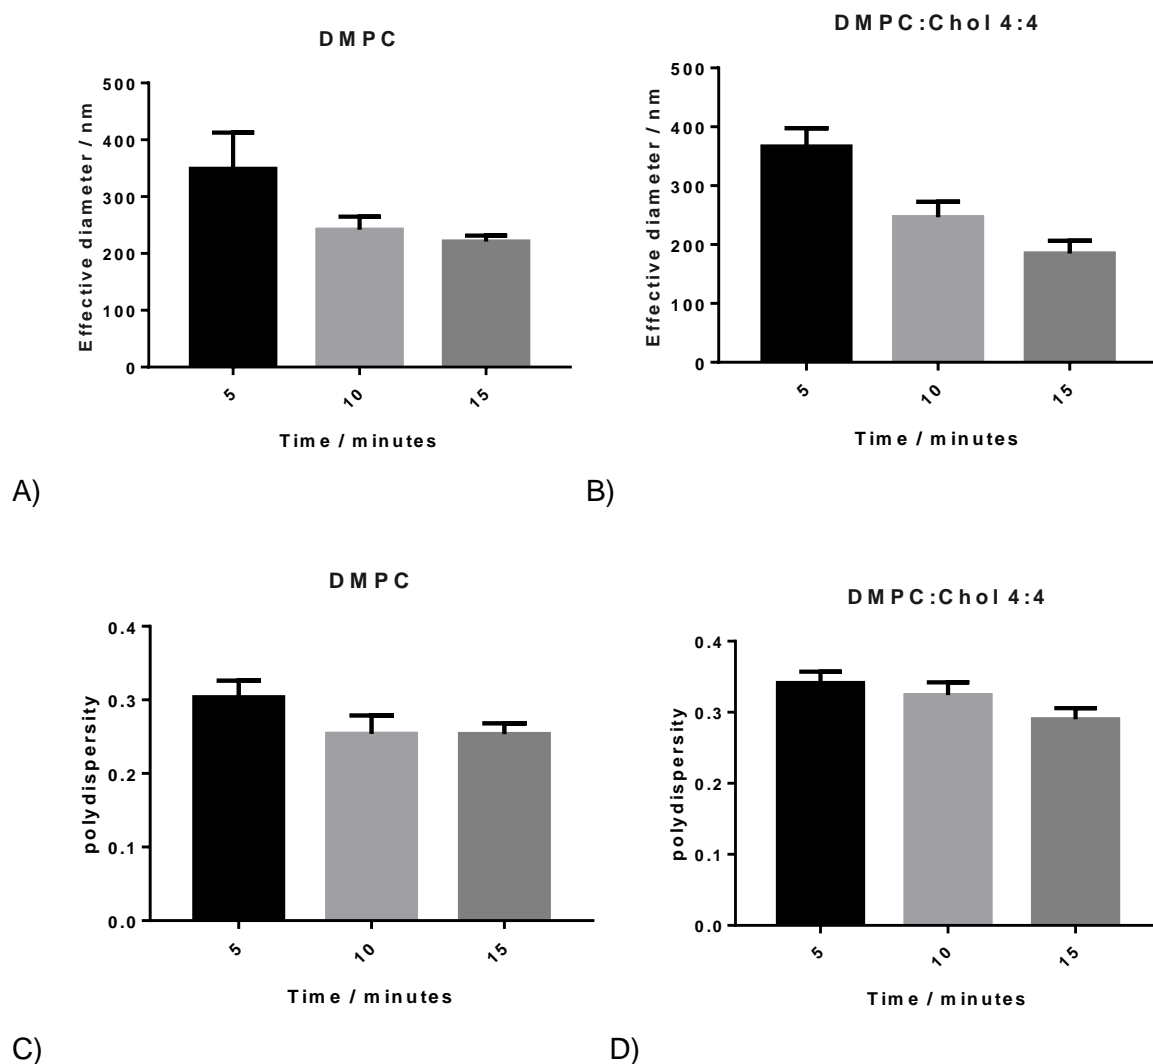 DMPC
Effective diameter / nm
500
400
300
200
100
0
5
10
15
Time / minutes
A)
DMPC:Chol 4:4
Effective diameter / nm
500
400
300
200
100
0
5
10
15
Time / minutes
B)
DMPC
polydispersity
0.4
0.3
0.2
0.1
0.0
5
10
15
Time / minutes
C)
DMPC:Chol 4:4
polydispersity
0.4
0.3
0.2
0.1
0.0
5
10
15
Time / minutes
D)